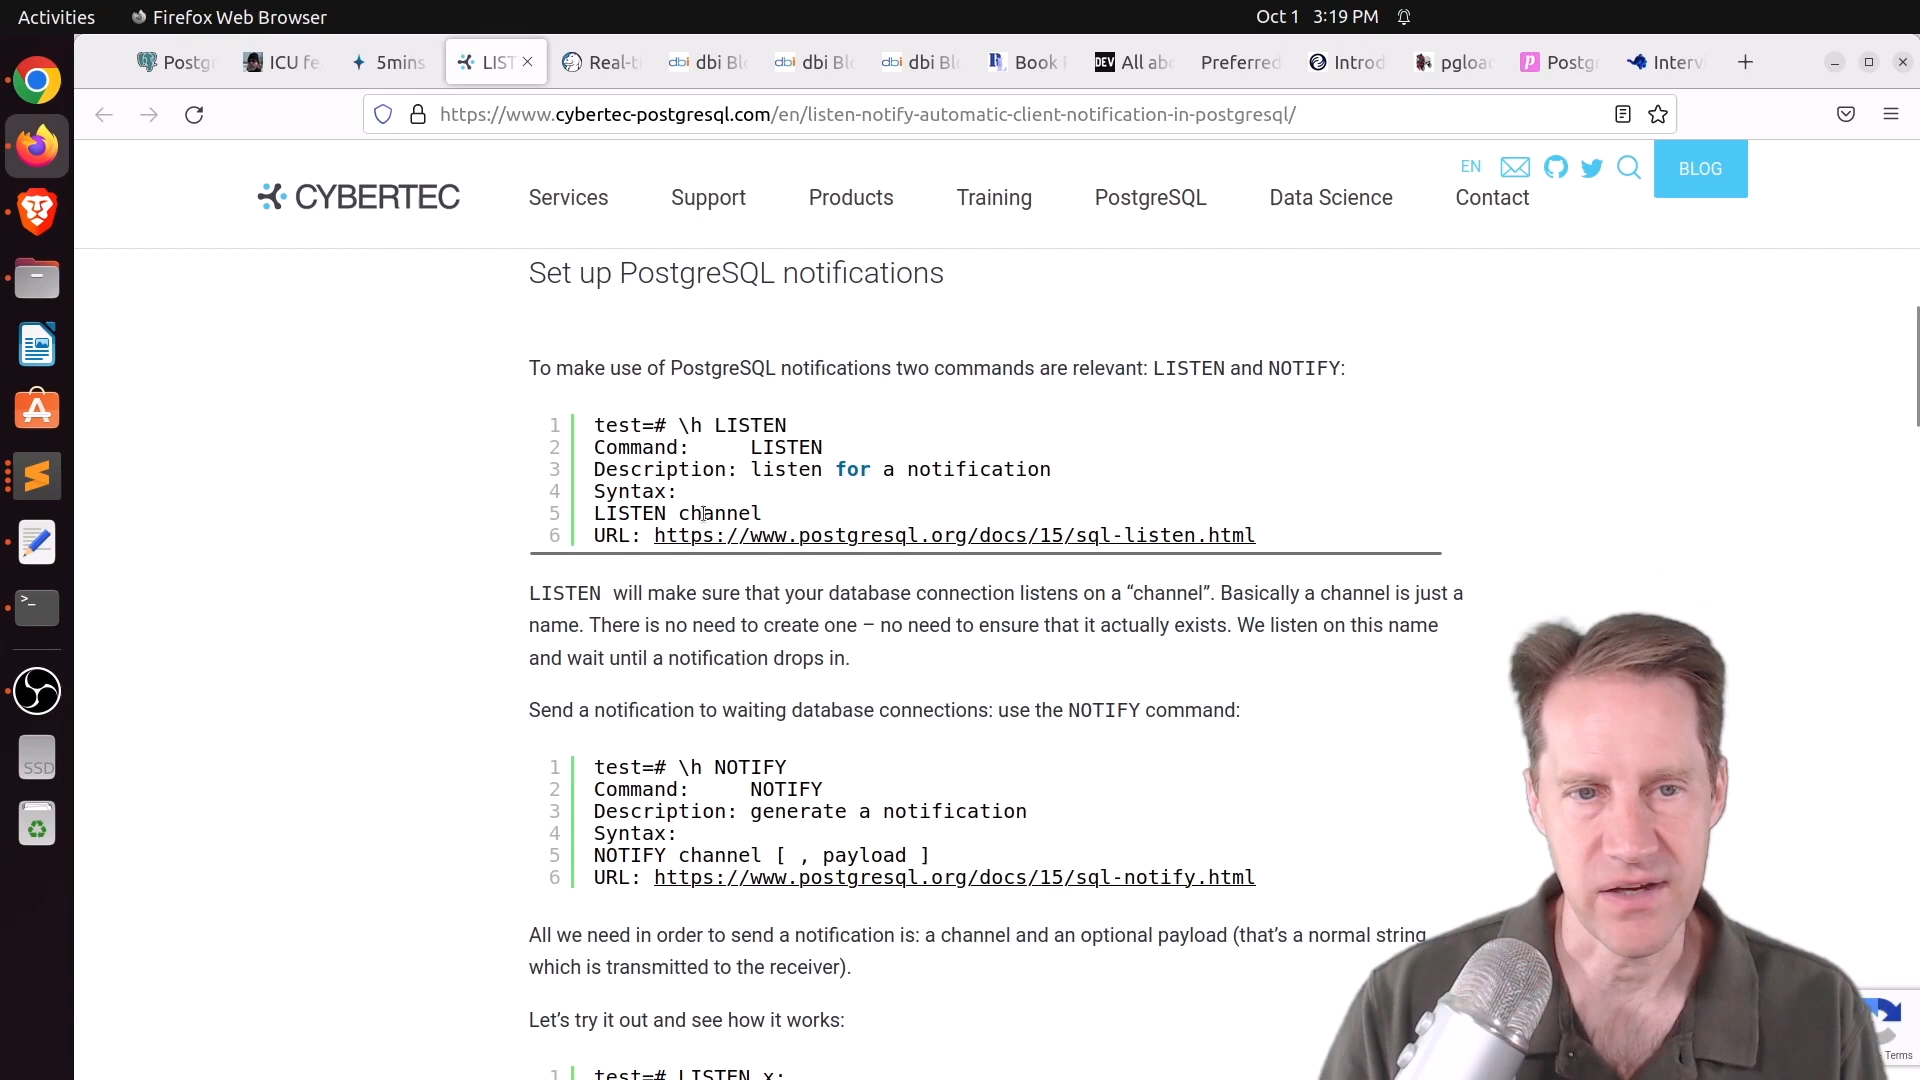 Activities
Firefox Web Browser
Oct 1 3:19 PM
Postgr
ICU fe
5mins
LIST
Real-ti
dbi Bl
dbi Bl
dbi Bl
Book
All abo
Preferred
Introd
pgloa
Postgr
Intervi
https://www.cybertec-postgresql.com/en/listen-notify-automatic-client-notification-in-postgresql/
EN
BLOG
CYBERTEC
Services
Support
Products
Training
PostgreSQL
Data Science
Contact
Set up PostgreSQL notifications
To make use of PostgreSQL notifications two commands are relevant: LISTEN and NOTIFY:
1 test=# \h LISTEN
2 Command: LISTEN
3 Description: listen for a notification
4 Syntax:
5 LISTEN channel
6 URL: https://www.postgresql.org/docs/15/sql-listen.html
LISTEN will make sure that your database connection listens on a “channel”. Basically a channel is just a
name. There is no need to create one – no need to ensure that it actually exists. We listen on this name
and wait until a notification drops in.
Send a notification to waiting database connections: use the NOTIFY command:
1 test=# \h NOTIFY
2 Command: NOTIFY
3 Description: generate a notification
4 Syntax:
5 NOTIFY channel [ , payload ]
6 URL: https://www.postgresql.org/docs/15/sql-notify.html
All we need in order to send a notification is: a channel and an optional payload (that’s a normal string
which is transmitted to the receiver).
Let’s try it out and see how it works:
1 test=# LISTEN x;
SSD
Terms